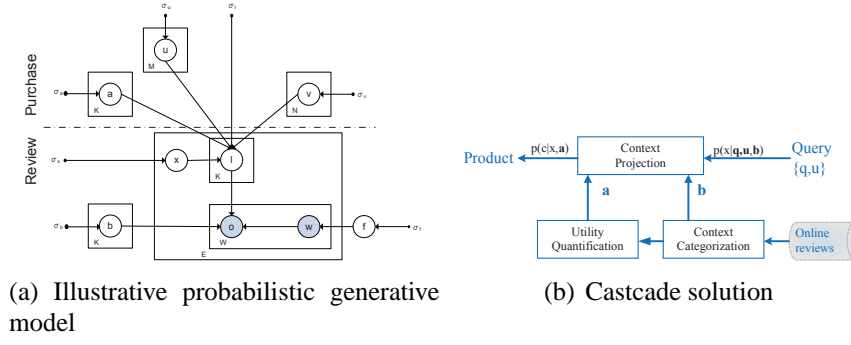 σu
σl
u
M
Purchase
σa
a
K
v
N
σv
Review
σx
x
l
K
σb
b
K
o
w
W
E
f
σf
(a) Illustrative probabilistic generative
model
Product
p(c|x,a)
Context
Projection
p(x|q,u,b)
Query
{q,u}
a
b
Utility
Quantification
Context
Categorization
Online
reviews
(b) Castcade solution